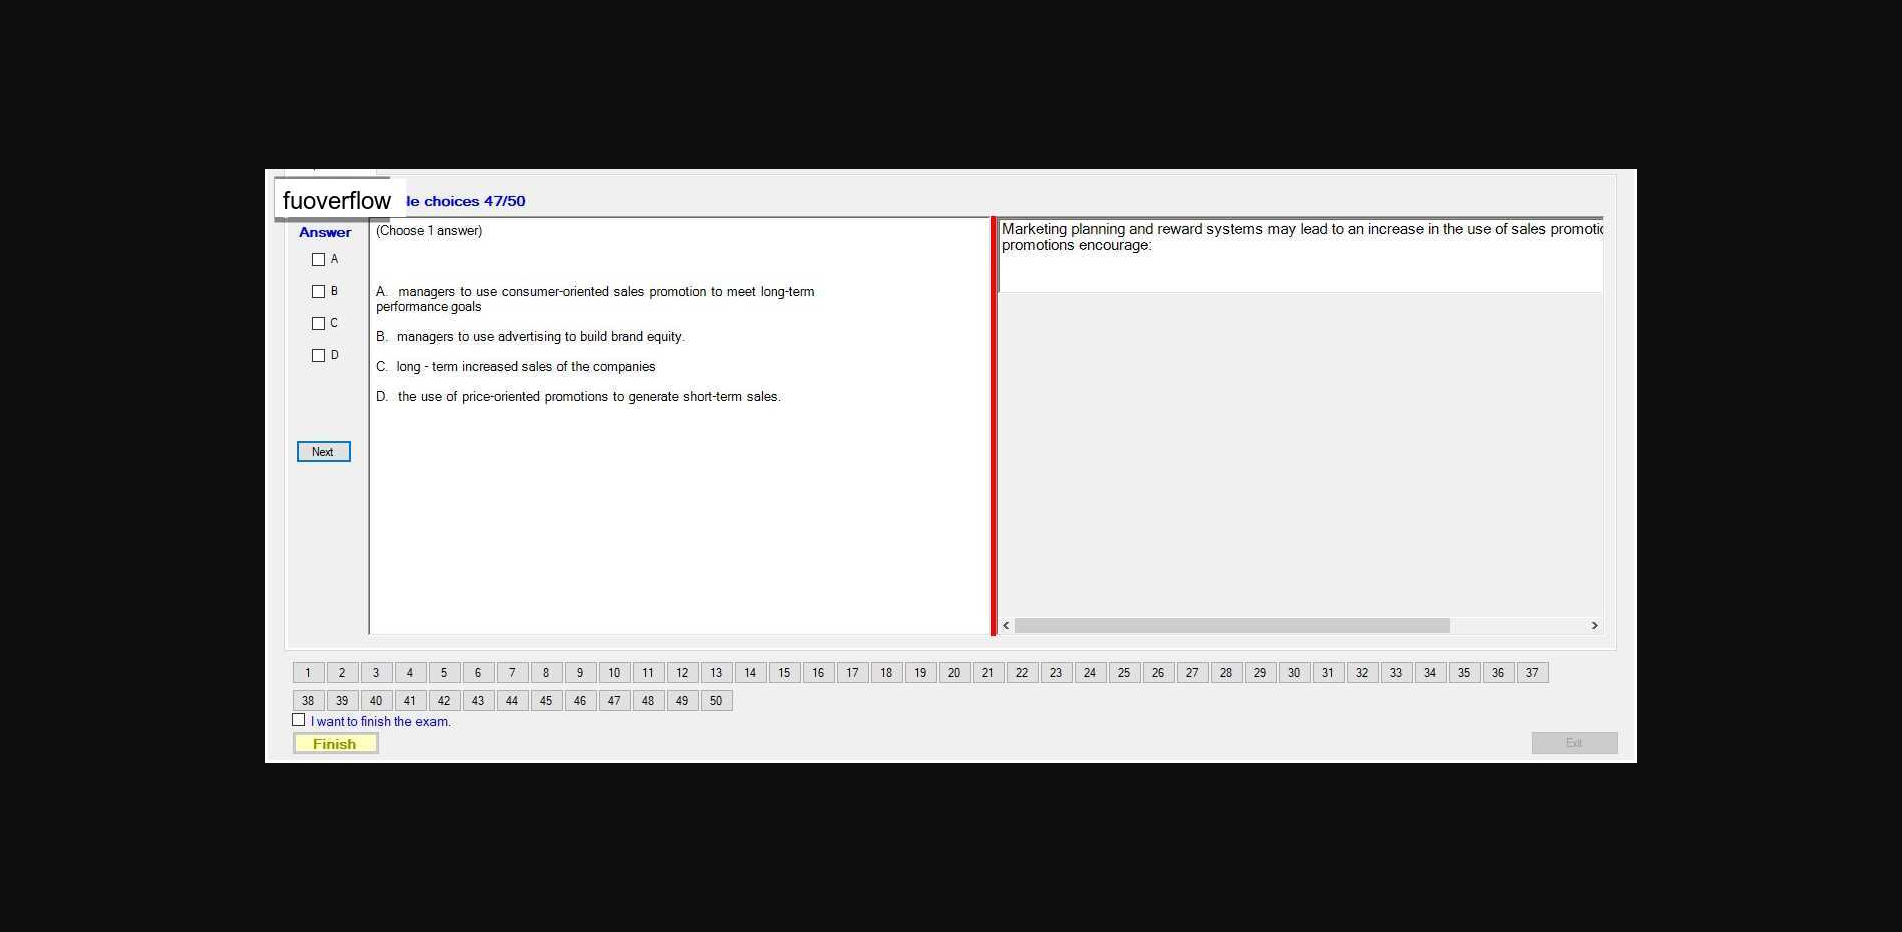 fuoverflow
le choices 47/50
Answer
A
B
C
D
Next
(Choose 1 answer)
A. managers to use consumer-oriented sales promotion to meet long-term
performance goals
B. managers to use advertising to build brand equity.
C. long - term increased sales of the companies
D. the use of price-oriented promotions to generate short-term sales.
Marketing planning and reward systems may lead to an increase in the use of sales
promotions encourage:
1 2 3 4 5 6 7 8 9 10 11 12 13 14 15 16 17 18 19 20 21 22 23 24 25 26 27 28 29 30 31 32 33 34 35 36 37
38 39 40 41 42 43 44 45 46 47 48 49 50
I want to finish the exam.
Finish
Exit